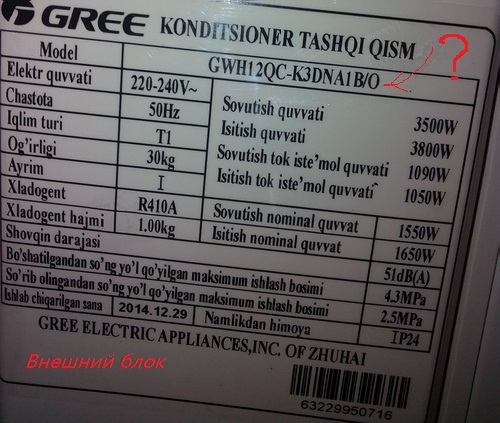 GREE KONDITSIONER TASHQI QISM
?
Model GWH12QC-K3DNA1B/O
Elektr quvvati 220-240V~
Chastota 50Hz
Iqlim turi T1
Og'irligi 30kg
Ayrim I
Xladogent R410A
Xladogent hajmi 1.00kg
Sovutish quvvati 3500W
Isitish quvvati 3800W
Sovutish tok iste'mol quvvati 1090W
Isitish tok iste'mol quvvati 1050W
Sovutish nominal quvvat 1550W
Isitish nominal quvvat 1650W
Shovqin darajasi 51dB(A)
Bo'shatilgandan so'ng yo'l qo'yilgan maksimum ishlash bosimi 4.3MPa
So'rib olingandan so'ng yo'l qo'yilgan maksimum ishlash bosimi 2.5MPa
Ishlab chiqarilgan sana 2014.12.29 Namlikdan himoya IP24
GREE ELECTRIC APPLIANCES,INC. OF ZHUHAI
Внешний блок
63229950716